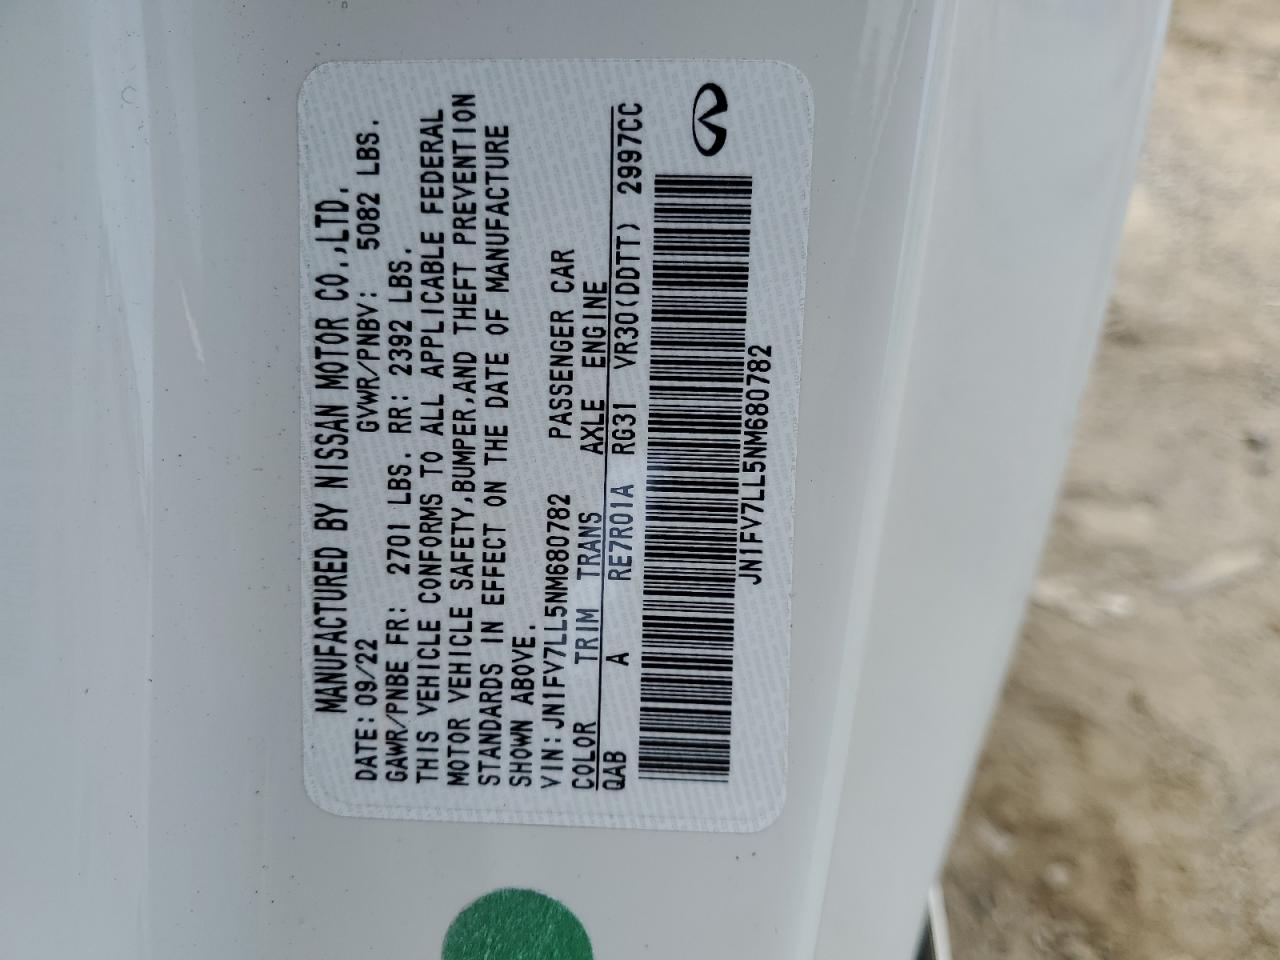 MANUFACTURED BY NISSAN MOTOR CO.,LTD.
DATE:09/22 GVWR/PNBV: 5082 LBS.
GAWR/PNBE FR: 2701 LBS. RR: 2392 LBS.
THIS VEHICLE CONFORMS TO ALL APPLICABLE FEDERAL
MOTOR VEHICLE SAFETY,BUMPER,AND THEFT PREVENTION
STANDARDS IN EFFECT ON THE DATE OF MANUFACTURE
SHOWN ABOVE.
VIN:JN1FV7LL5NM680782 PASSENGER CAR
COLOR TRIM TRANS AXLE ENGINE
QAB A RE7R01A RG31 VR30(DDTT) 2997CC
JN1FV7LL5NM680782